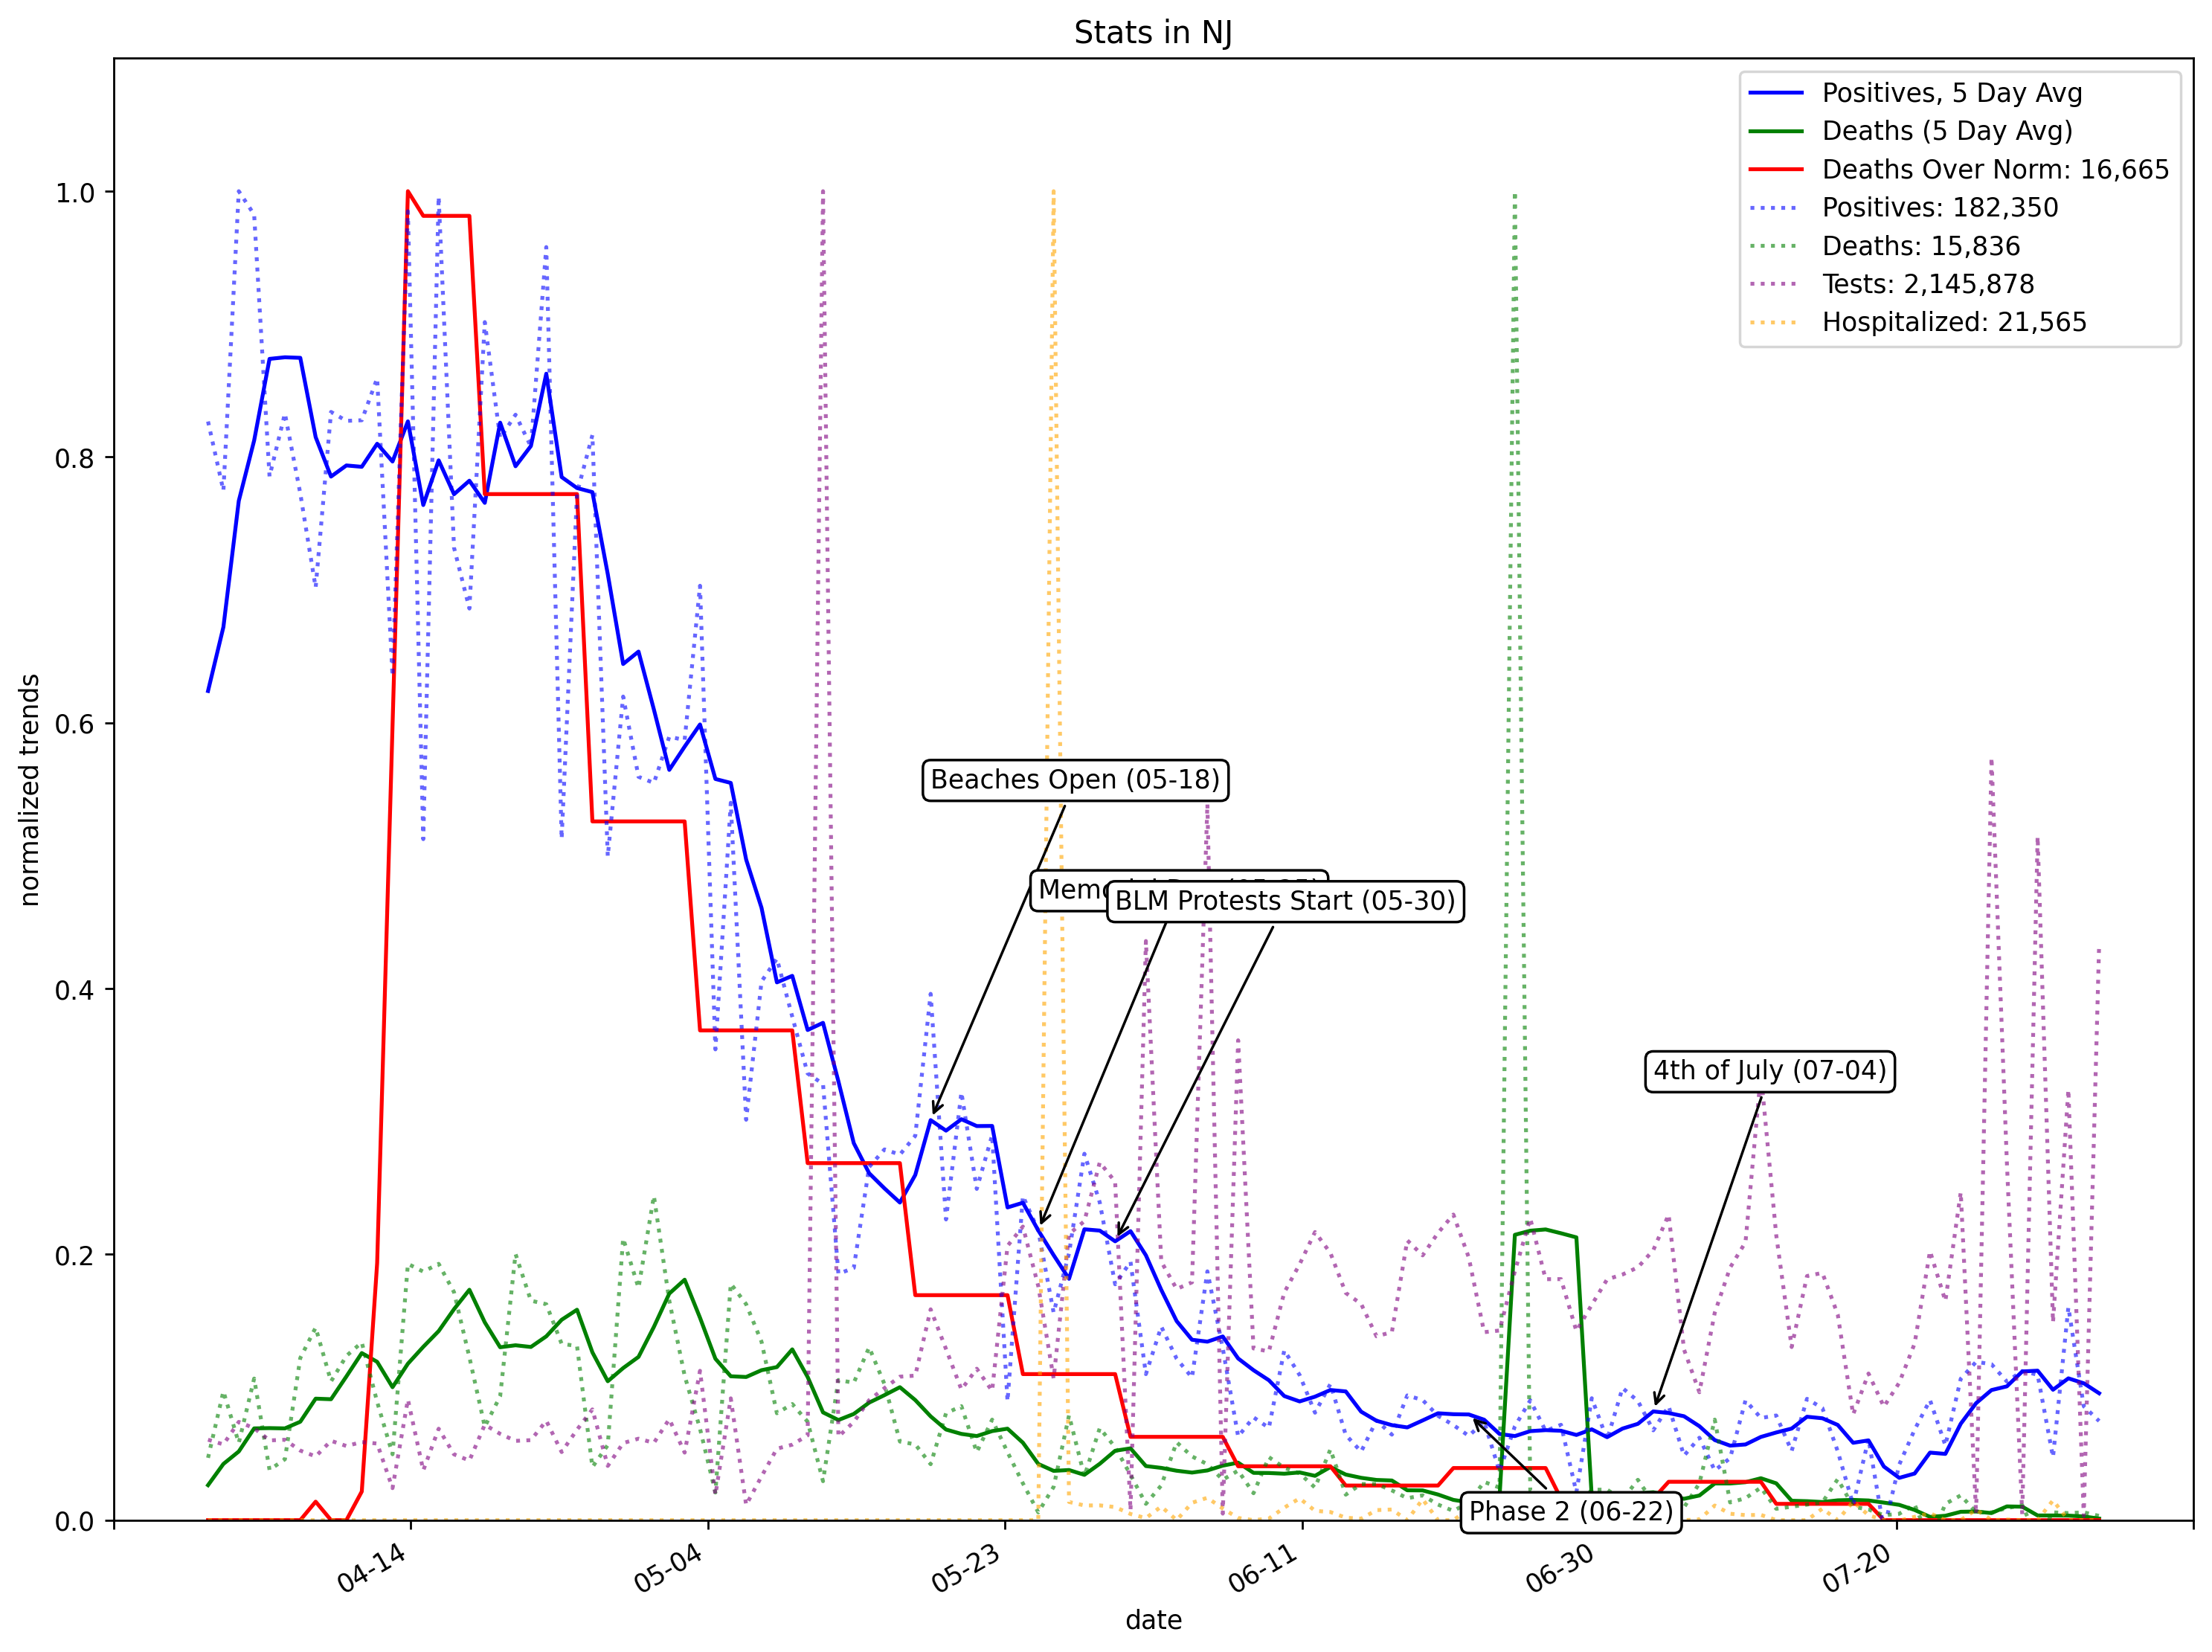 Stats in NJ
Positives, 5 Day Avg
Deaths (5 Day Avg)
Deaths Over Norm: 16,665
Positives: 182,350
Deaths: 15,836
Tests: 2,145,878
Hospitalized: 21,565
normalized trends
1.0
0.8
0.6
0.4
0.2
0.0
Beaches Open (05-18)
BLM Protests Start (05-30)
4th of July (07-04)
Phase 2 (06-22)
04-14
05-04
05-23
06-11
06-30
07-20
date